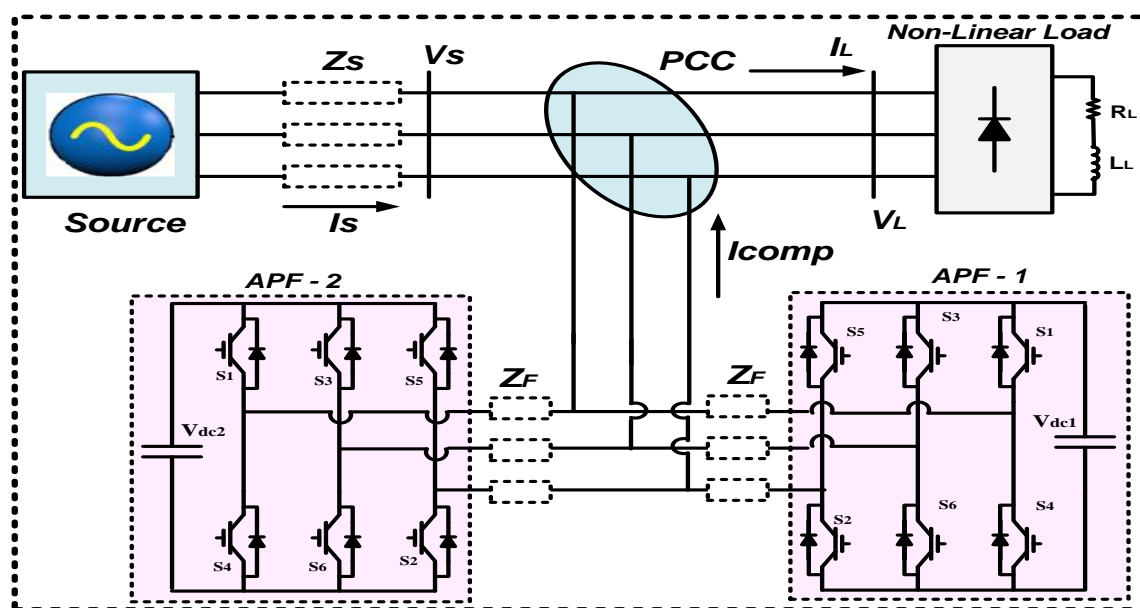 Non-Linear Load
Zs
Vs
PCC
IL
RL
LL
Source
Is
VL
Icomp
APF - 2
APF - 1
S1
S3
S5
S5
S3
S1
ZF
ZF
Vdc2
Vdc1
S4
S6
S2
S2
S6
S4